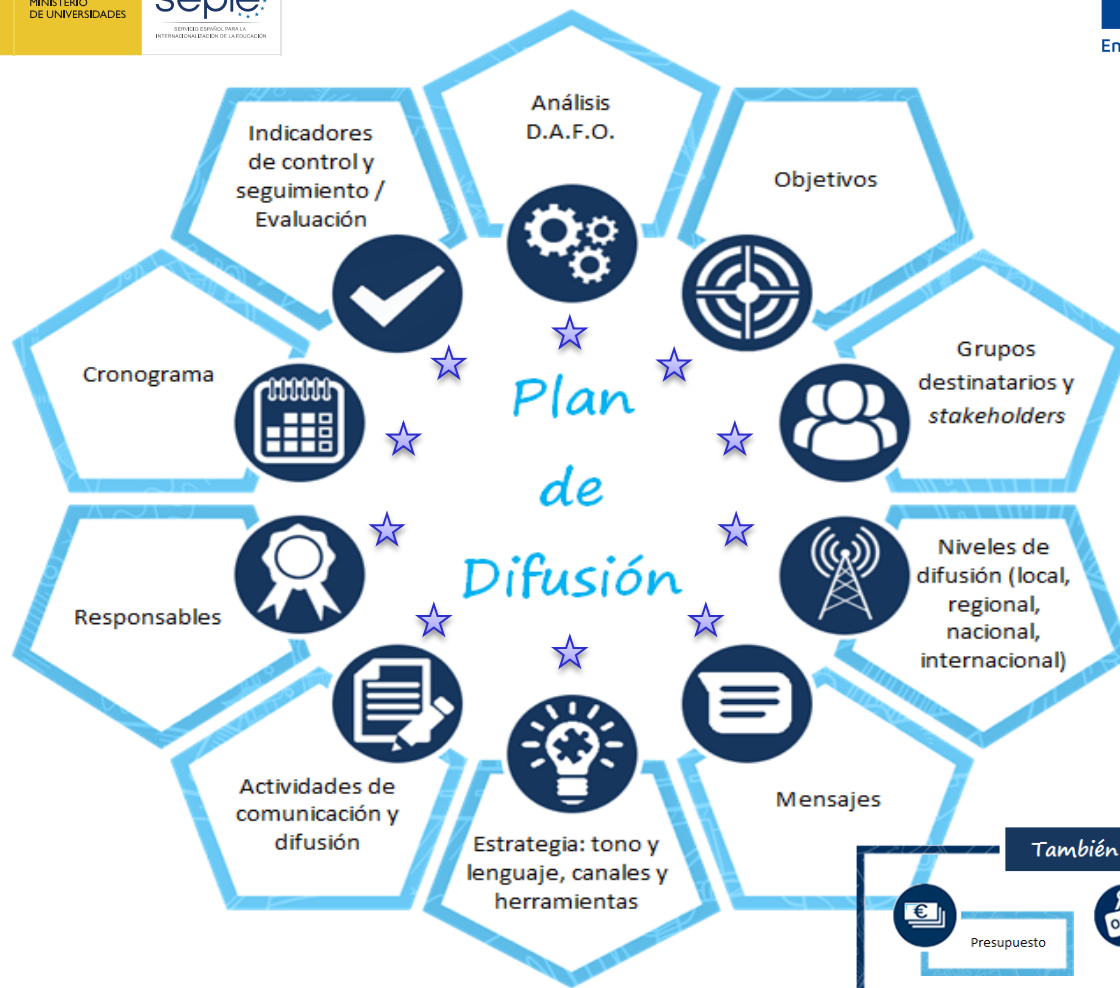 MINISTERIO
DE UNIVERSIDADES
sepie
SERVICIO ESPAÑOL PARA LA
INTERNACIONALIZACIÓN DE LA EDUCACIÓN
En
Análisis
D.A.F.O.
Objetivos
Grupos
destinatarios y
stakeholders
Niveles de
difusión (local,
regional,
nacional,
internacional)
Mensajes
Estrategia: tono y
lenguaje, canales y
herramientas
Actividades de
comunicación y
difusión
Responsables
Cronograma
Indicadores
de control y
seguimiento /
Evaluación
Plan
de
Difusión
También
€
Presupuesto